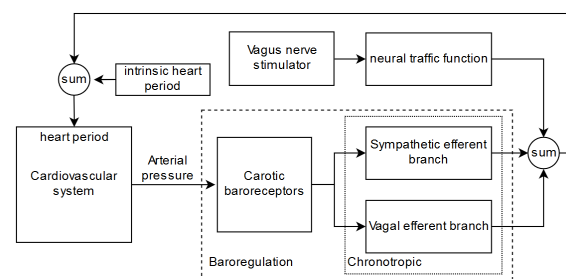 sum
intrinsic heart
period
Vagus nerve
stimulator
neural traffic function
heart period
Cardiovascular
system
Arterial
pressure
Carotic
baroreceptors
Sympathetic efferent
branch
sum
Vagal efferent branch
Baroregulation
Chronotropic